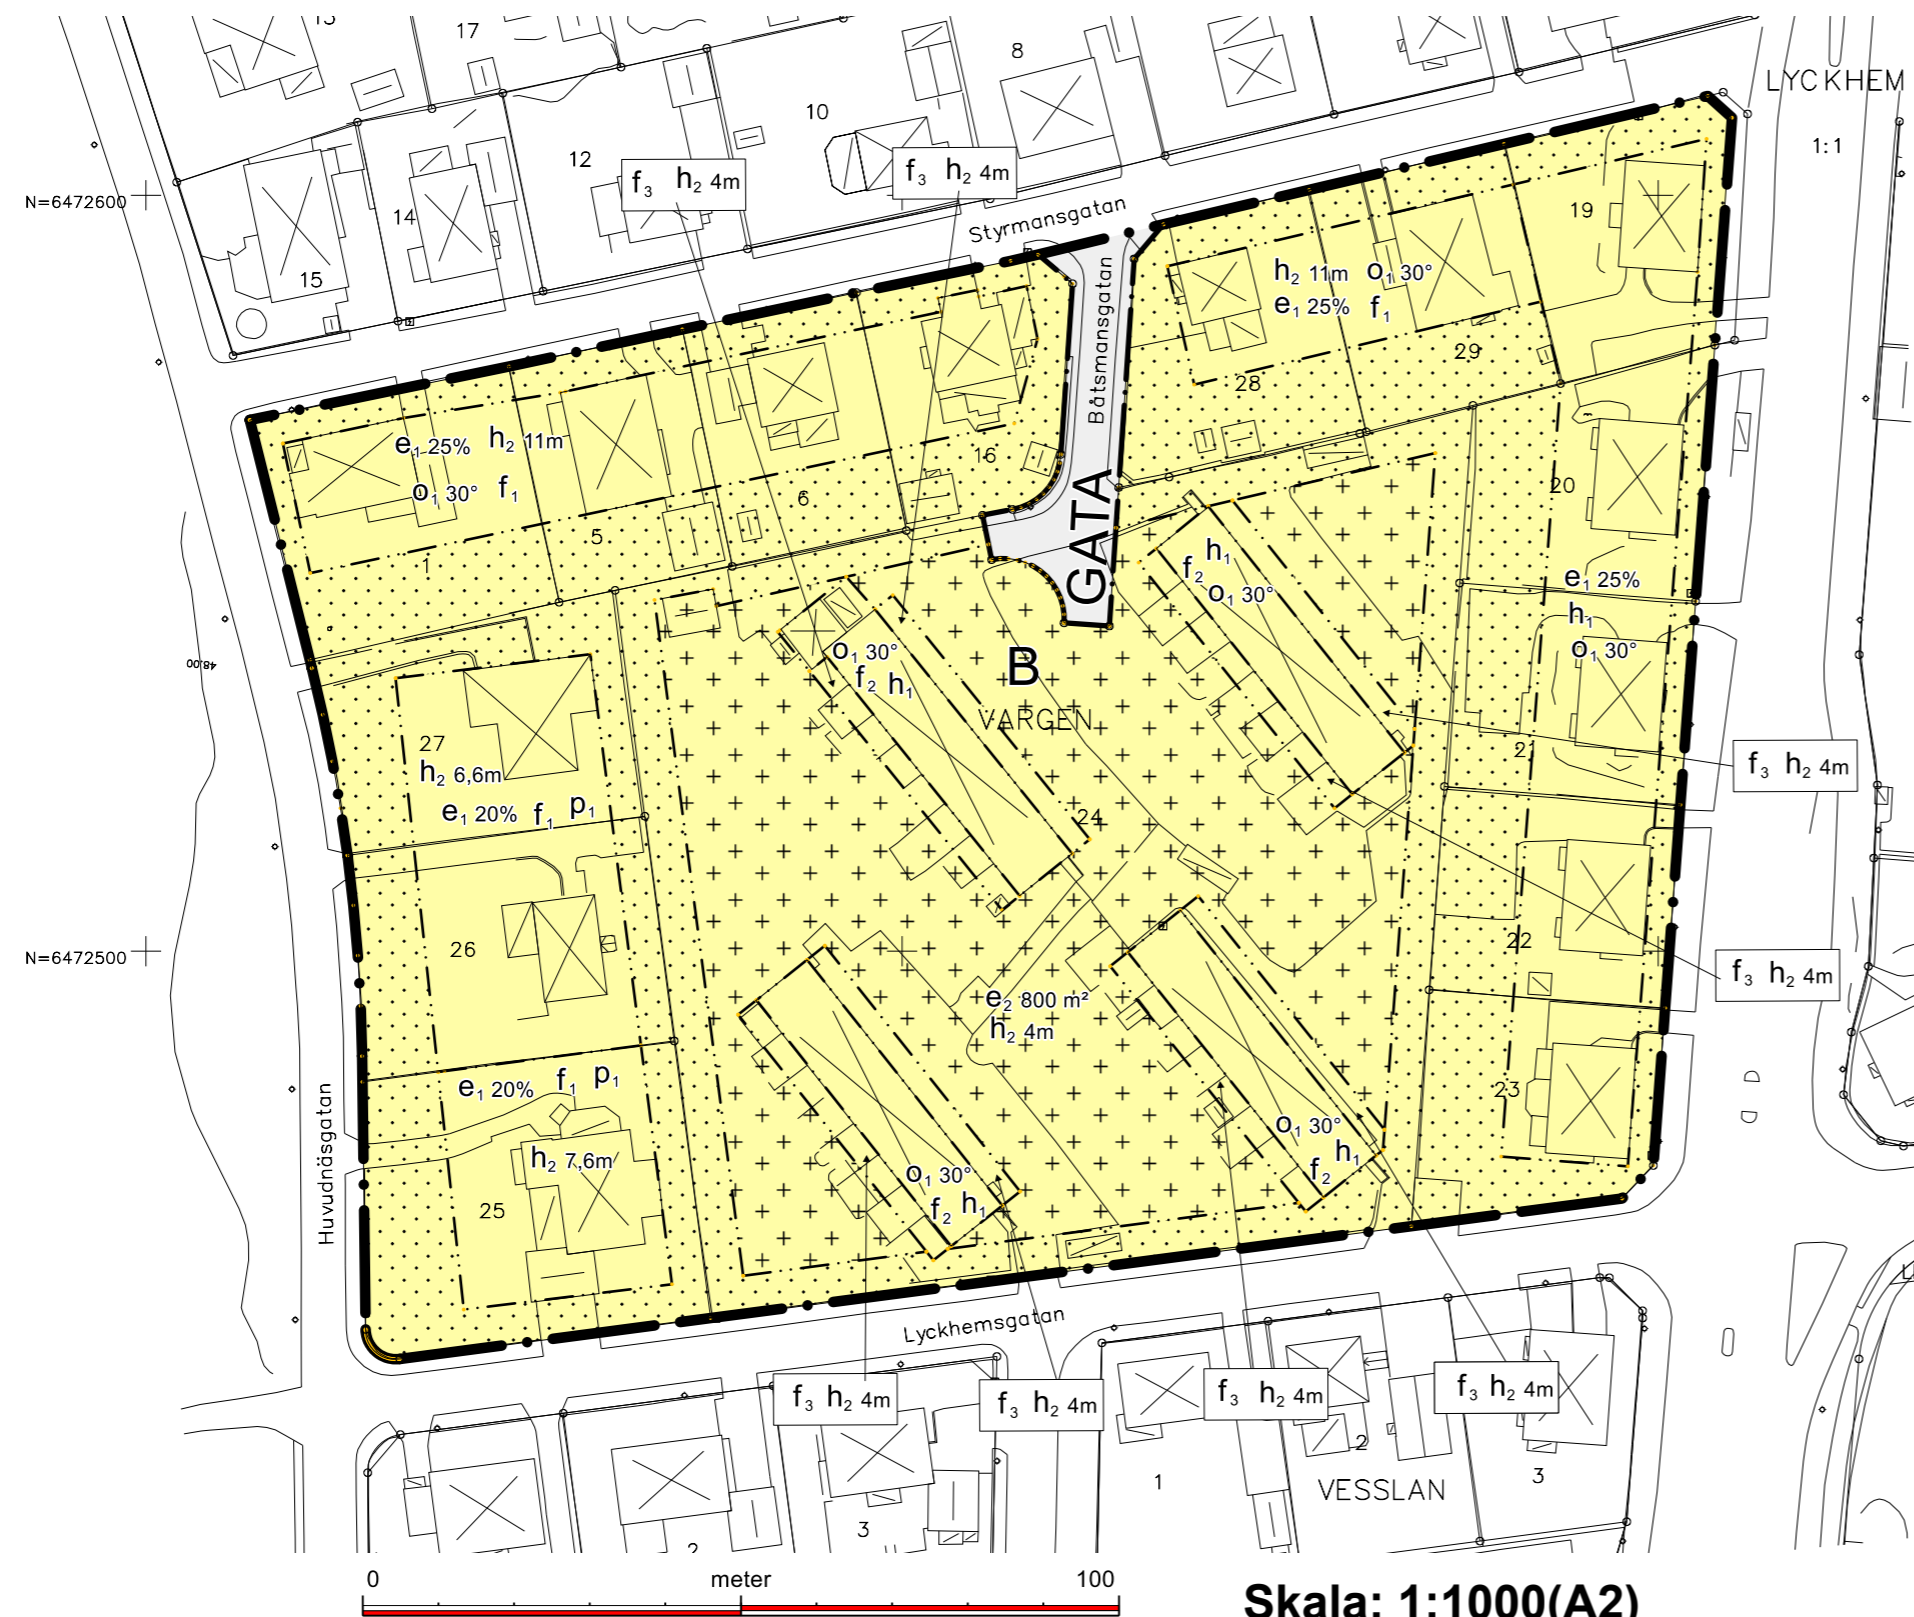 17
8
LYCKHEM
10
1:1
12
f3 h2 4m
f3 h2 4m
N=6472600
14
19
Styrmansgatan
15
Båtsmansgatan
h2 11m o1 30°
e1 25% f1
29
28
e1 25% h2 11m
o1 30° f1
16
6
5
1
20
GATA
h1
f2
o1 30°
e1 25%
h1
o1 30°
48.00
o1 30°
f2 h1
B
VARGEN
27
h2 6,6m
e1 20% f1 p1
f3 h2 4m
24
26
22
N=6472500
f3 h2 4m
e2 800 m²
h2 4m
e1 20% f1 p1
23
Huvudnäsgatan
h2 7,6m
o1 30°
h1
f2
o1 30°
f2 h1
25
Lyckhemsgatan
f3 h2 4m
f3 h2 4m
f3 h2 4m
f3 h2 4m
2
1
3
VESSLAN
3
0 meter 100
Skala: 1:1000(A2)